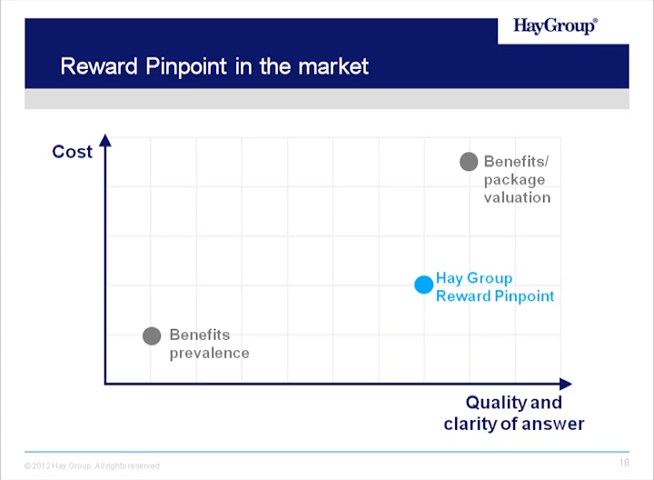 HayGroup®
Reward Pinpoint in the market
Cost
Benefits/
package
valuation
Hay Group
Reward Pinpoint
Benefits
prevalence
Quality and
clarity of answer
© 2012 Hay Group. All rights reserved
18